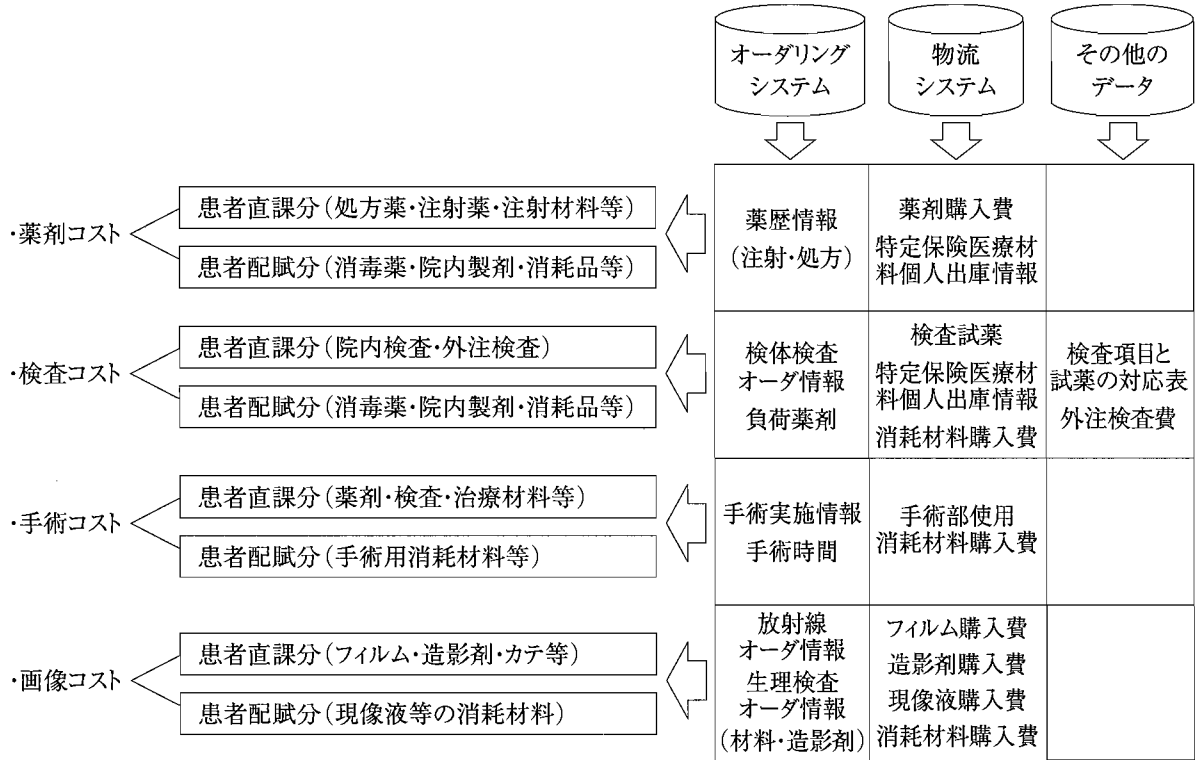 オーダリング
システム
物流
システム
その他の
データ
・薬剤コスト
患者直課分(処方薬・注射薬・注射材料等)
患者配賦分(消毒薬・院内製剤・消耗品等)
薬歴情報
(注射・処方)
薬剤購入費
特定保険医療材
料個人出庫情報
・検査コスト
患者直課分(院内検査・外注検査)
患者配賦分(消毒薬・院内製剤・消耗品等)
検体検査
オーダ情報
負荷薬剤
検査試薬
特定保険医療材
料個人出庫情報
消耗材料購入費
検査項目と
試薬の対応表
外注検査費
・手術コスト
患者直課分(薬剤・検査・治療材料等)
患者配賦分(手術用消耗材料等)
手術実施情報
手術時間
手術部使用
消耗材料購入費
・画像コスト
患者直課分(フィルム・造影剤・カテ等)
患者配賦分(現像液等の消耗材料)
放射線
オーダ情報
生理検査
オーダ情報
(材料・造影剤)
フィルム購入費
造影剤購入費
現像液購入費
消耗材料購入費